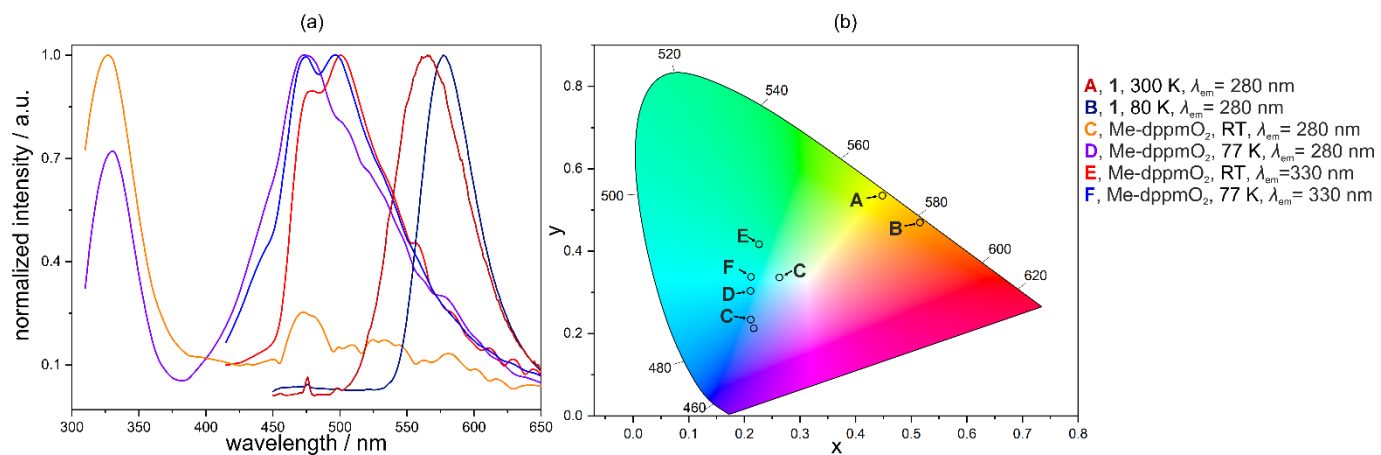 (a)
(b)
1.0
0.7
0.4
0.1
normalized intensity / a.u.
300
350
400
450
500
550
600
650
wavelength / nm
0.8
0.6
0.4
0.2
0.0
y
0.0
0.1
0.2
0.3
0.4
0.5
0.6
0.7
0.8
x
520
540
560
580
600
620
500
480
460
A
B
E
F
C
D
C
A, 1, 300 K, λem= 280 nm
B, 1, 80 K, λem= 280 nm
C, Me-dppmO₂, RT, λem= 280 nm
D, Me-dppmO₂, 77 K, λem= 280 nm
E, Me-dppmO₂, RT, λem=330 nm
F, Me-dppmO₂, 77 K, λem= 330 nm